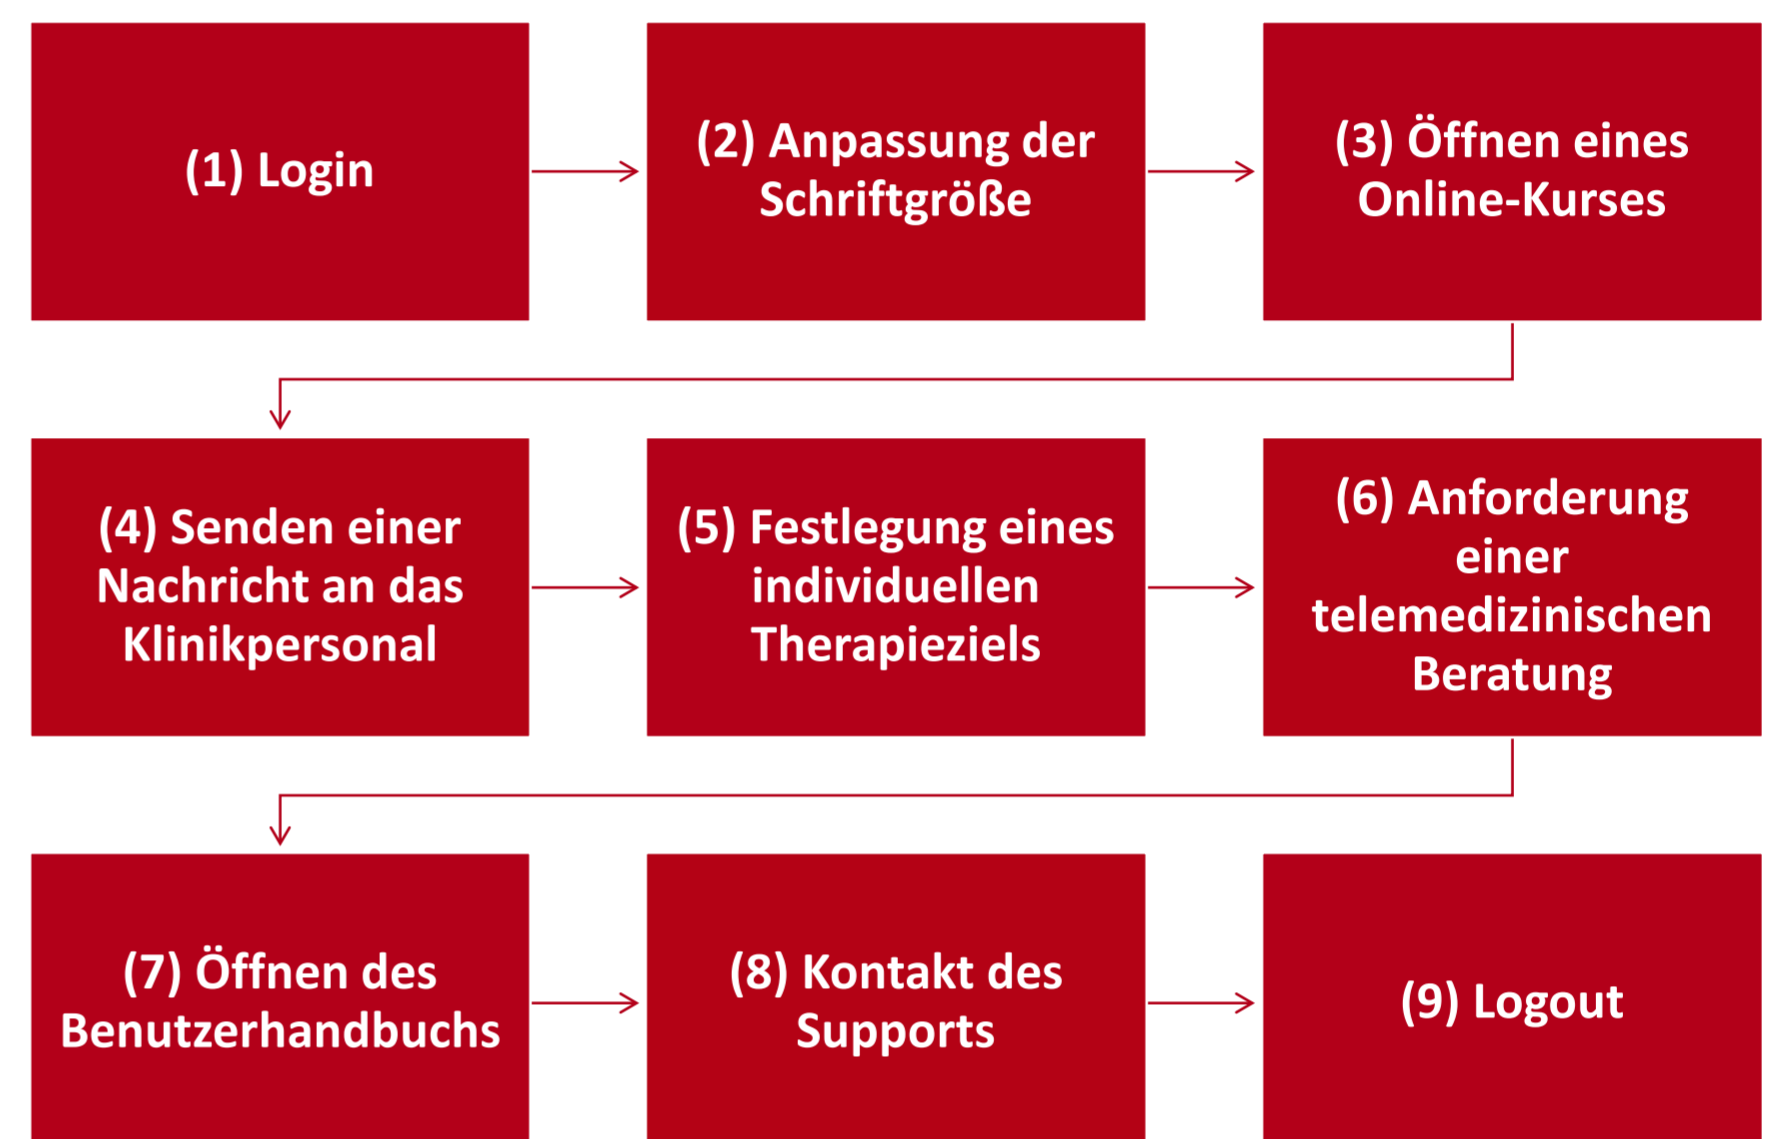 (1) Login
(2) Anpassung der
Schriftgröße
(3) Öffnen eines
Online-Kurses
(4) Senden einer
Nachricht an das
Klinikpersonal
(5) Festlegung eines
individuellen
Therapieziels
(6) Anforderung
einer
telemedizinischen
Beratung
(7) Öffnen des
Benutzerhandbuchs
(8) Kontakt des
Supports
(9) Logout